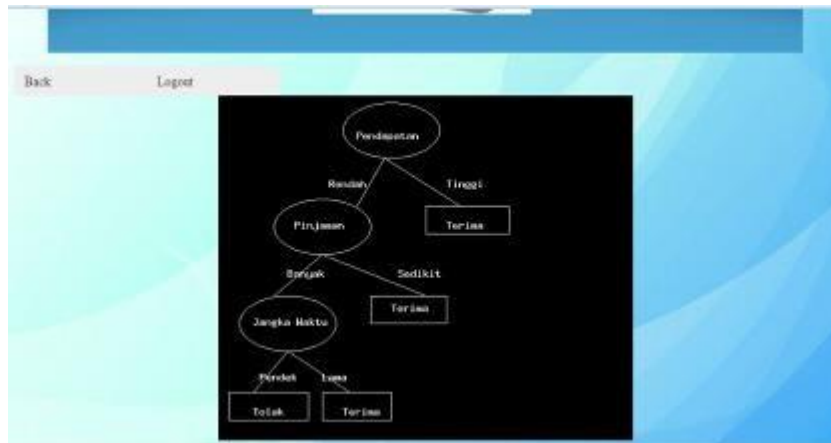 Back
Logout
Pendapatan
Rendah
Tinggi
Pinjaman
Terima
Banyak
Sedikit
Jangka Waktu
Terima
Pendek
Lama
Tolak
Terima